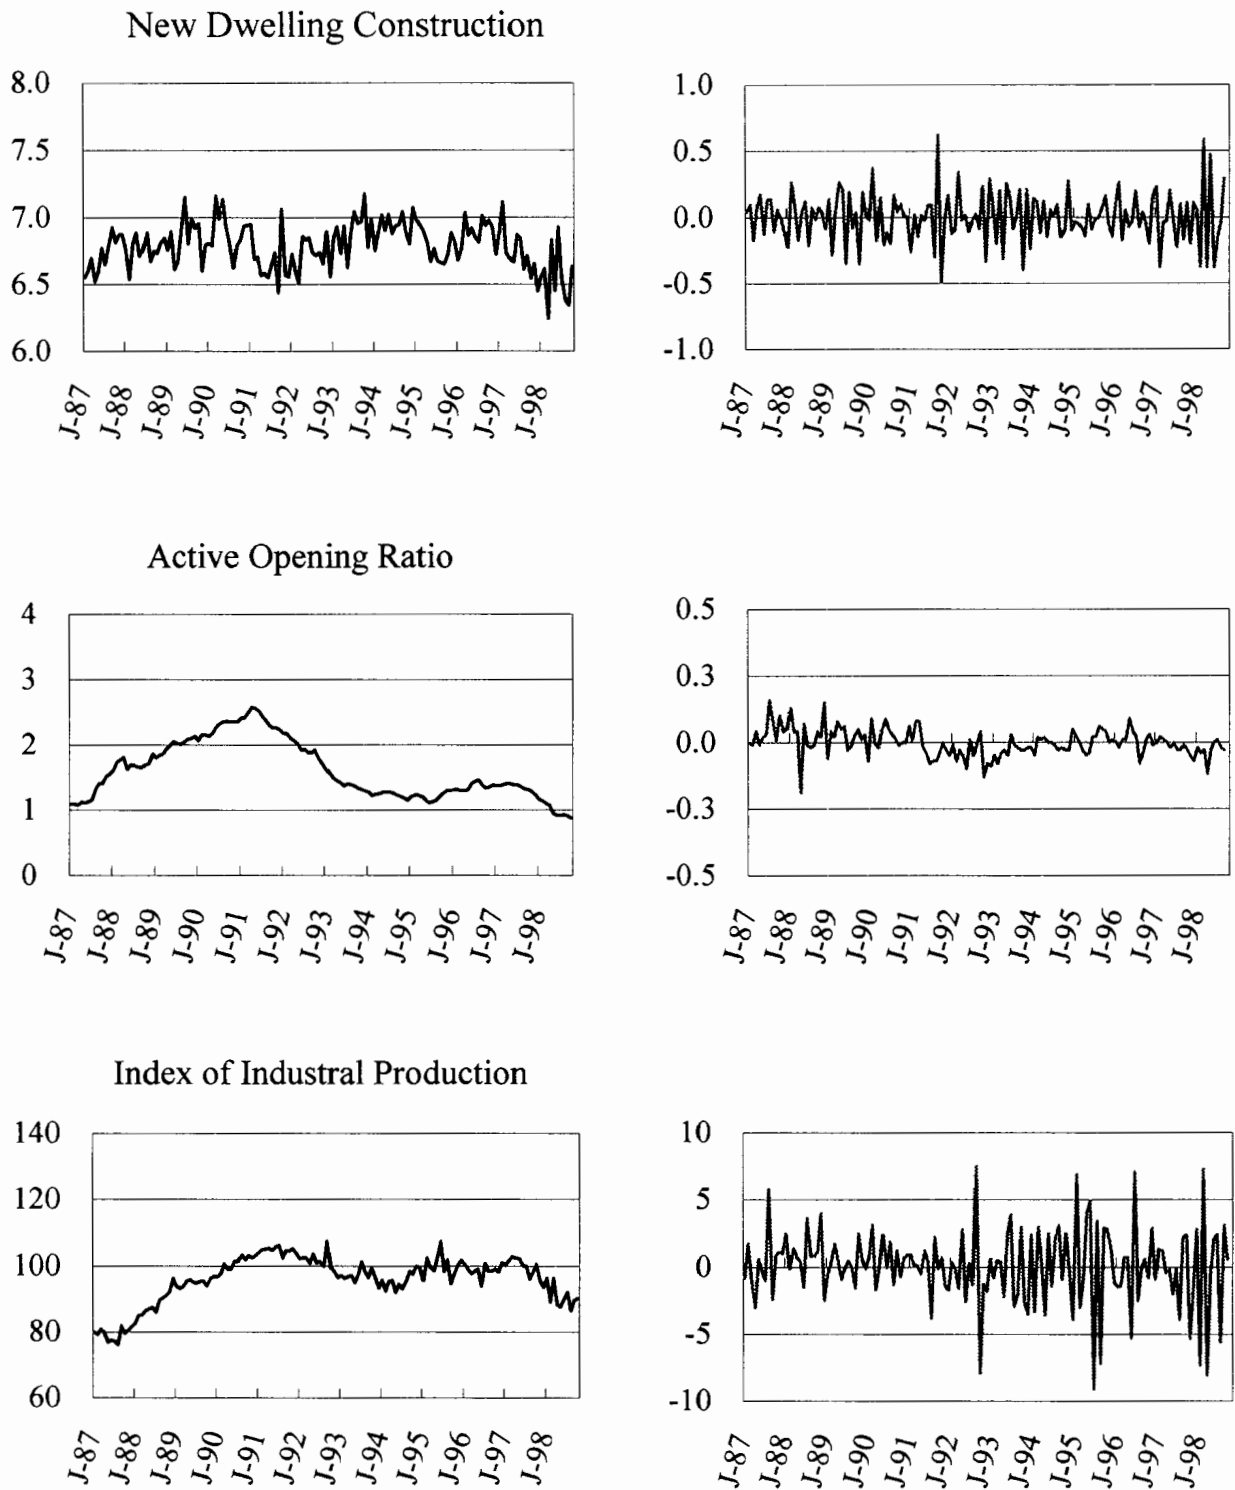 New Dwelling Construction
8.0
7.5
7.0
6.5
6.0
J-87
J-88
J-89
J-90
J-91
J-92
J-93
J-94
J-95
J-96
J-97
J-98
1.0
0.5
0.0
-0.5
-1.0
J-87
J-88
J-89
J-90
J-91
J-92
J-93
J-94
J-95
J-96
J-97
J-98
Active Opening Ratio
4
3
2
1
0
J-87
J-88
J-89
J-90
J-91
J-92
J-93
J-94
J-95
J-96
J-97
J-98
0.5
0.3
0.0
-0.3
-0.5
J-87
J-88
J-89
J-90
J-91
J-92
J-93
J-94
J-95
J-96
J-97
J-98
Index of Industral Production
140
120
100
80
60
J-87
J-88
J-89
J-90
J-91
J-92
J-93
J-94
J-95
J-96
J-97
J-98
10
5
0
-5
-10
J-87
J-88
J-89
J-90
J-91
J-92
J-93
J-94
J-95
J-96
J-97
J-98